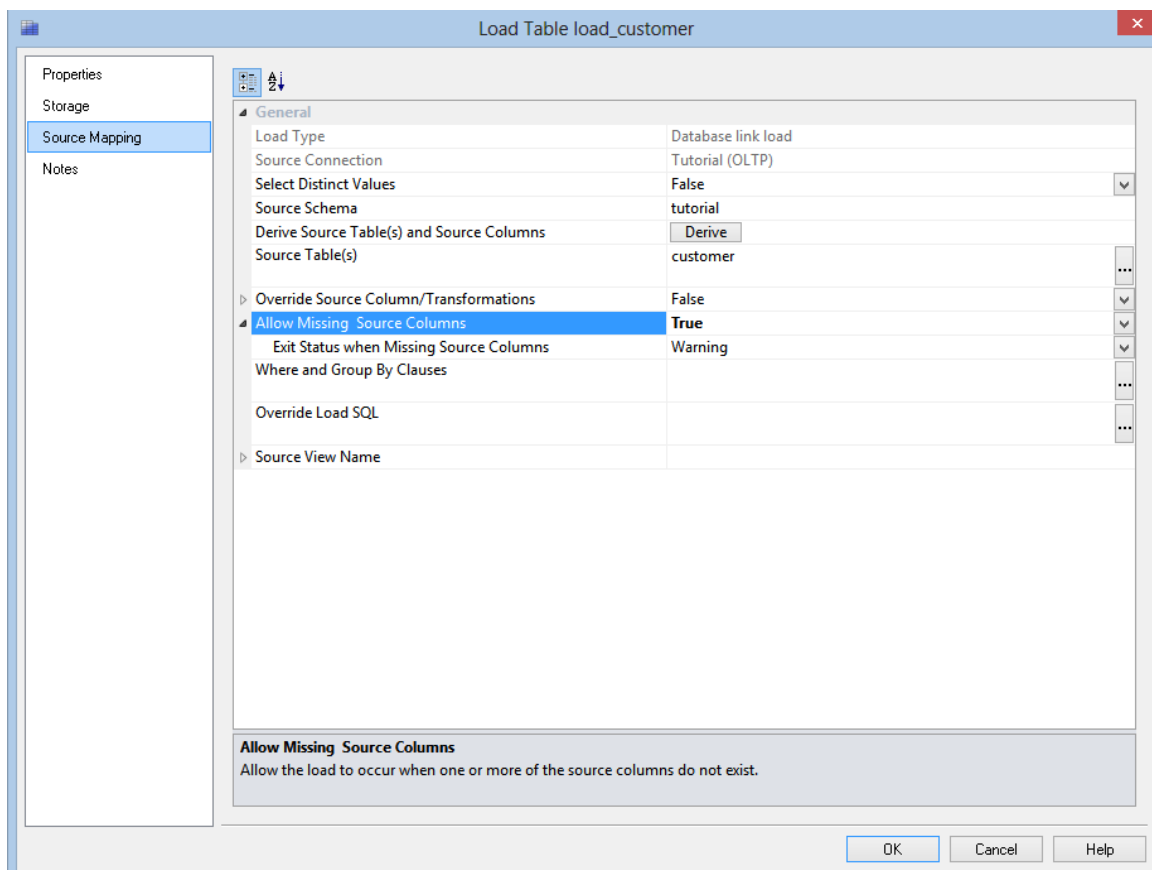 Load Table load_customer
Properties
Storage
Source Mapping
Notes
General
Load Type Database link load
Source Connection Tutorial (OLTP)
Select Distinct Values False
Source Schema tutorial
Derive Source Table(s) and Source Columns Derive
Source Table(s) customer
...
Override Source Column/Transformations False
Allow Missing  Source Columns True
Exit Status when Missing Source Columns Warning
Where and Group By Clauses
...
Override Load SQL
...
Source View Name
Allow Missing  Source Columns
Allow the load to occur when one or more of the source columns do not exist.
OK Cancel Help